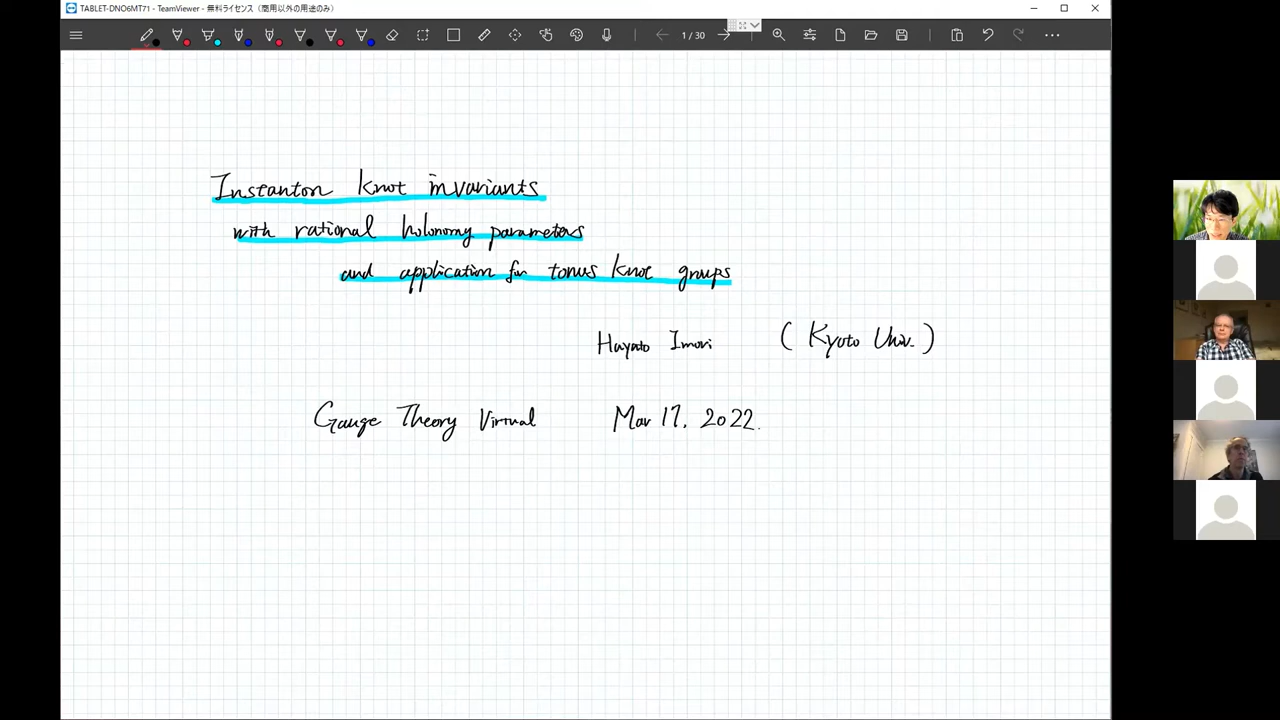 TABLET-DNO6MT71 - TeamViewer - 無料ライセンス (商用以外の用途のみ)
1 / 30
Instanton knot invariants
with rational holonomy parameters
and application for torus knot groups
Hayato Imori (Kyoto Univ.)
Gauge Theory Virtual Mar 17, 2022.